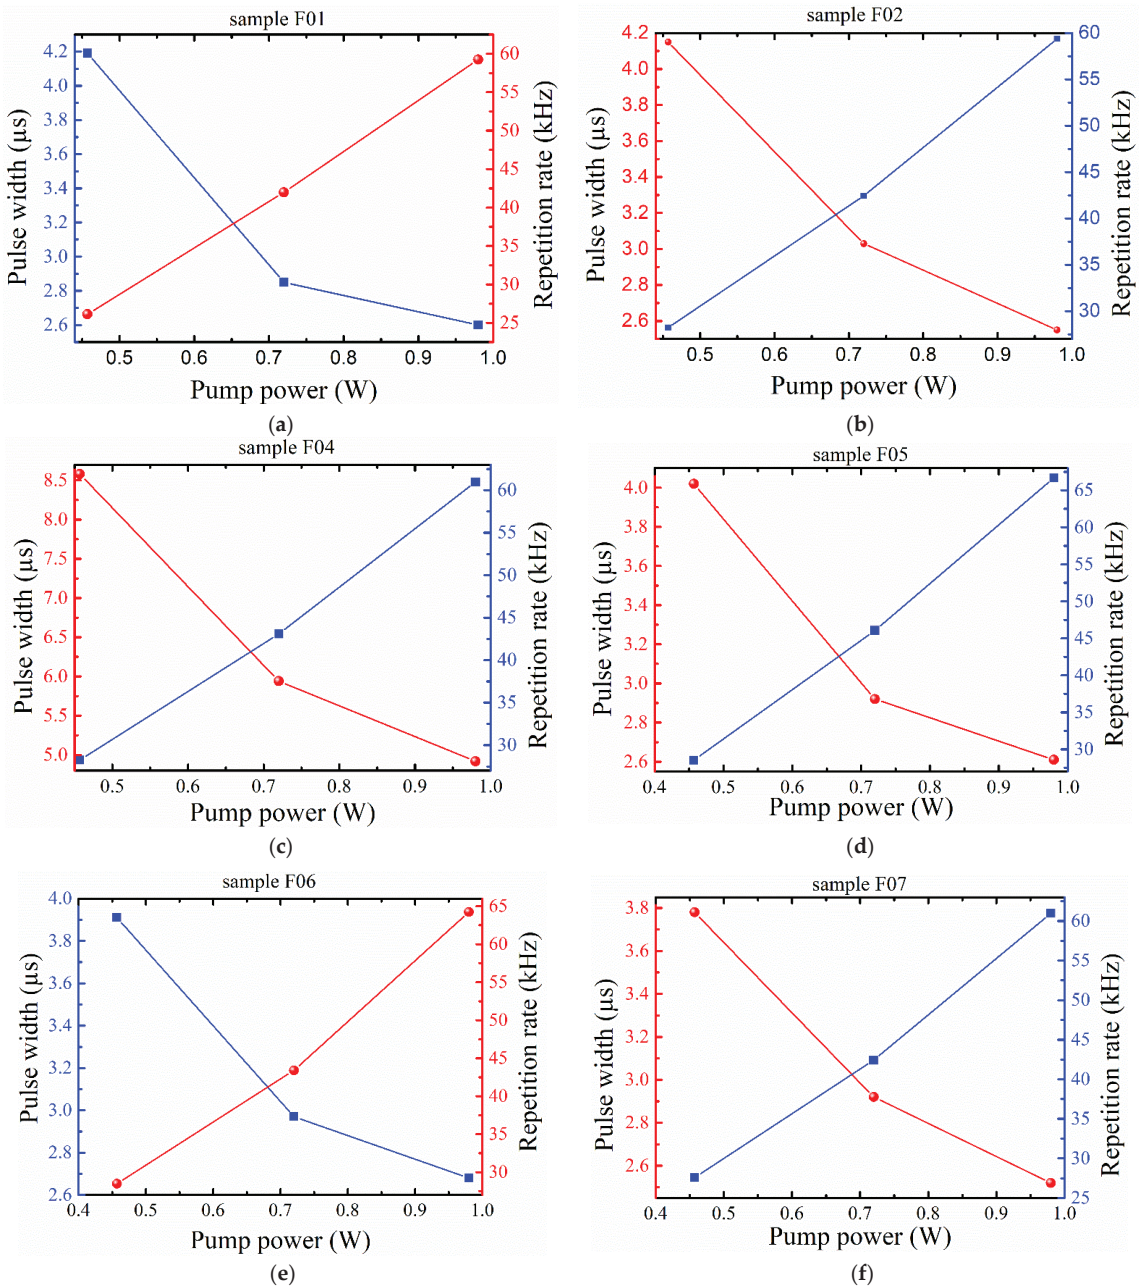 sample F01
4.2
4.0
3.8
3.6
3.4
3.2
3.0
2.8
2.6
Pulse width (µs)
60
55
50
45
40
35
30
25
Repetition rate (kHz)
0.5 0.6 0.7 0.8 0.9 1.0
Pump power (W)
(a)
sample F02
4.2
4.0
3.8
3.6
3.4
3.2
3.0
2.8
2.6
Pulse width (µs)
60
55
50
45
40
35
30
Repetition rate (kHz)
0.5 0.6 0.7 0.8 0.9 1.0
Pump power (W)
(b)
sample F04
8.5
8.0
7.5
7.0
6.5
6.0
5.5
5.0
Pulse width (µs)
60
55
50
45
40
35
30
Repetition rate (kHz)
0.5 0.6 0.7 0.8 0.9 1.0
Pump power (W)
(c)
sample F05
4.0
3.8
3.6
3.4
3.2
3.0
2.8
2.6
Pulse width (µs)
65
60
55
50
45
40
35
30
Repetition rate (kHz)
0.4 0.5 0.6 0.7 0.8 0.9 1.0
Pump power (W)
(d)
sample F06
4.0
3.8
3.6
3.4
3.2
3.0
2.8
2.6
Pulse width (µs)
65
60
55
50
45
40
35
30
Repetition rate (kHz)
0.4 0.5 0.6 0.7 0.8 0.9 1.0
Pump power (W)
(e)
sample F07
3.8
3.6
3.4
3.2
3.0
2.8
2.6
Pulse width (µs)
60
55
50
45
40
35
30
25
Repetition rate (kHz)
0.4 0.5 0.6 0.7 0.8 0.9 1.0
Pump power (W)
(f)